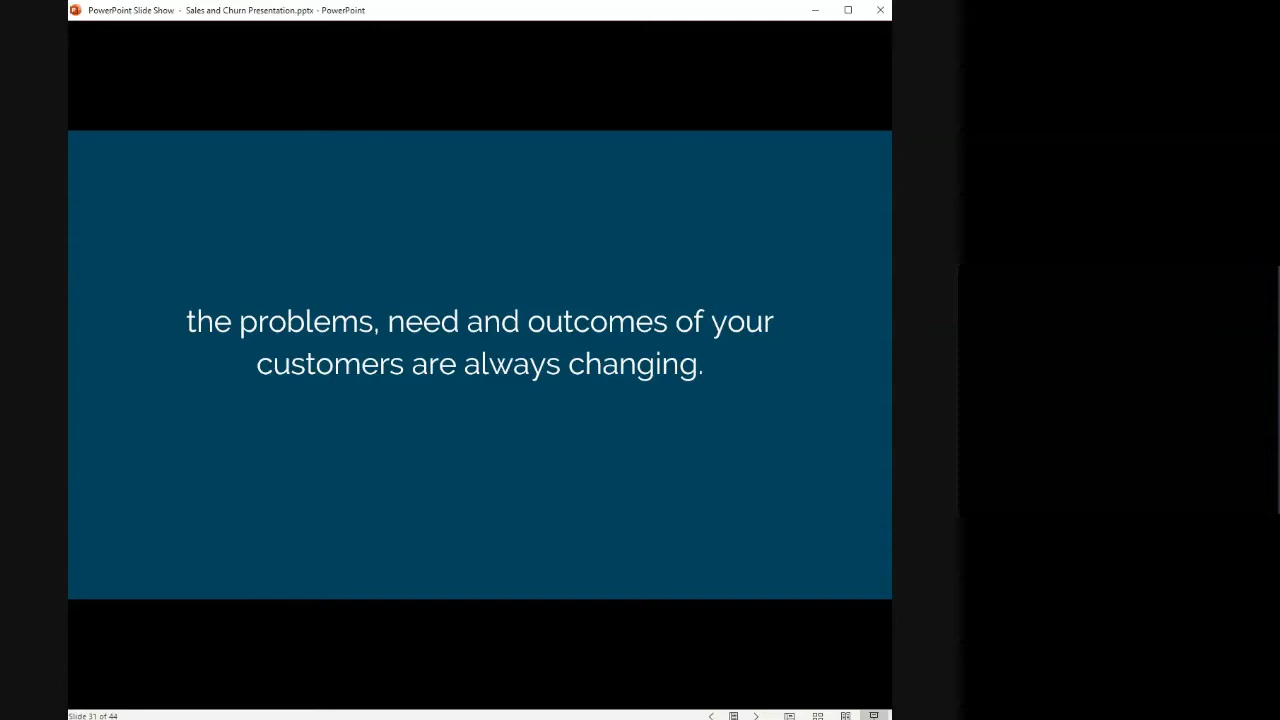 PowerPoint Slide Show - Sales and Churn Presentation.pptx - PowerPoint
the problems, need and outcomes of your
customers are always changing.
Slide 31 of 44